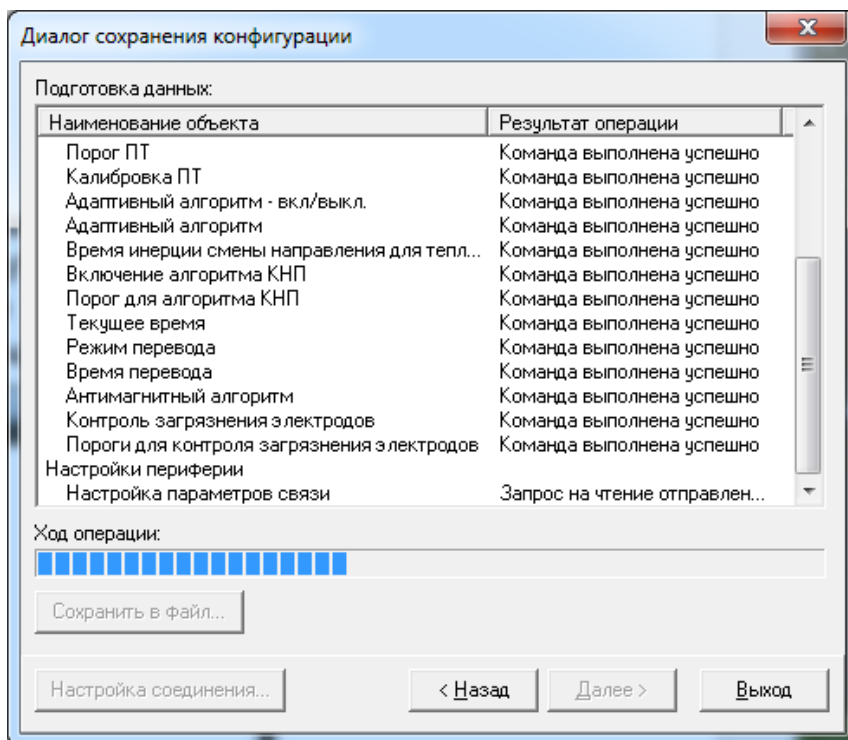 Диалог сохранения конфигурации
Подготовка данных:
Наименование объекта Результат операции
Порог ПТ Команда выполнена успешно
Калибровка ПТ Команда выполнена успешно
Адаптивный алгоритм - вкл/выкл. Команда выполнена успешно
Адаптивный алгоритм Команда выполнена успешно
Время инерции смены направления для тепл... Команда выполнена успешно
Включение алгоритма КНП Команда выполнена успешно
Порог для алгоритма КНП Команда выполнена успешно
Текущее время Команда выполнена успешно
Режим перевода Команда выполнена успешно
Время перевода Команда выполнена успешно
Антимагнитный алгоритм Команда выполнена успешно
Контроль загрязнения электродов Команда выполнена успешно
Пороги для контроля загрязнения электродов Команда выполнена успешно
Настройки периферии
Настройка параметров связи Запрос на чтение отправлен...
Ход операции:
Сохранить в файл...
Настройка соединения... < Назад Далее > Выход